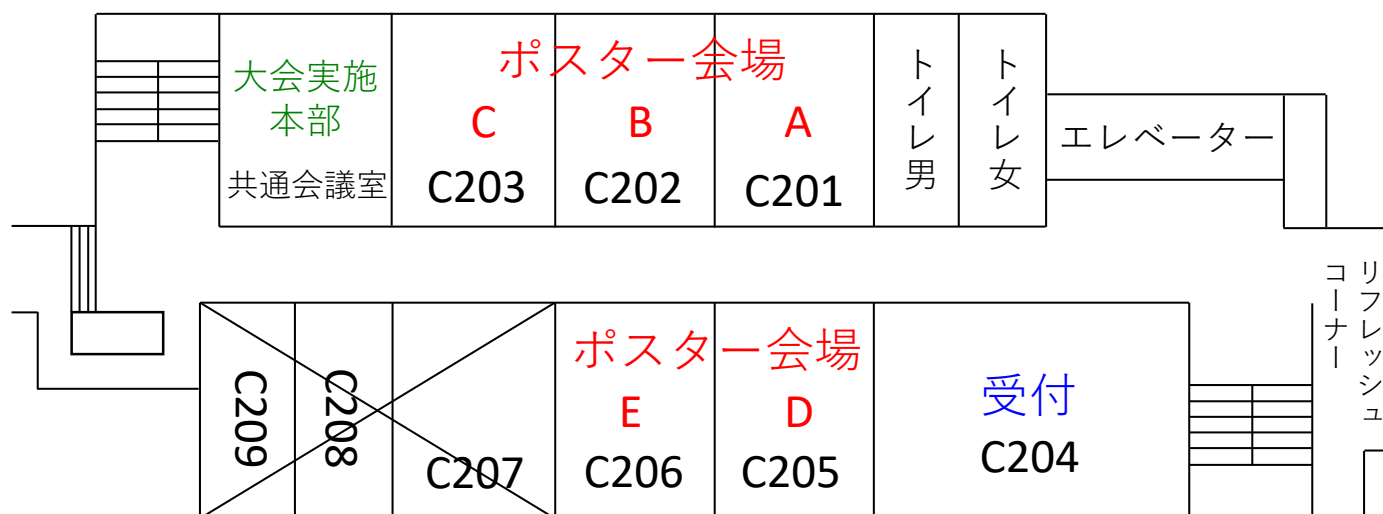 大会実施
本部
共通会議室
ポスター会場
C
B
A
C203
C202
C201
トイレ男
トイレ女
エレベーター
リフレッシュ
コーナー
C209
C208
C207
ポスター会場
E
D
C206
C205
受付
C204